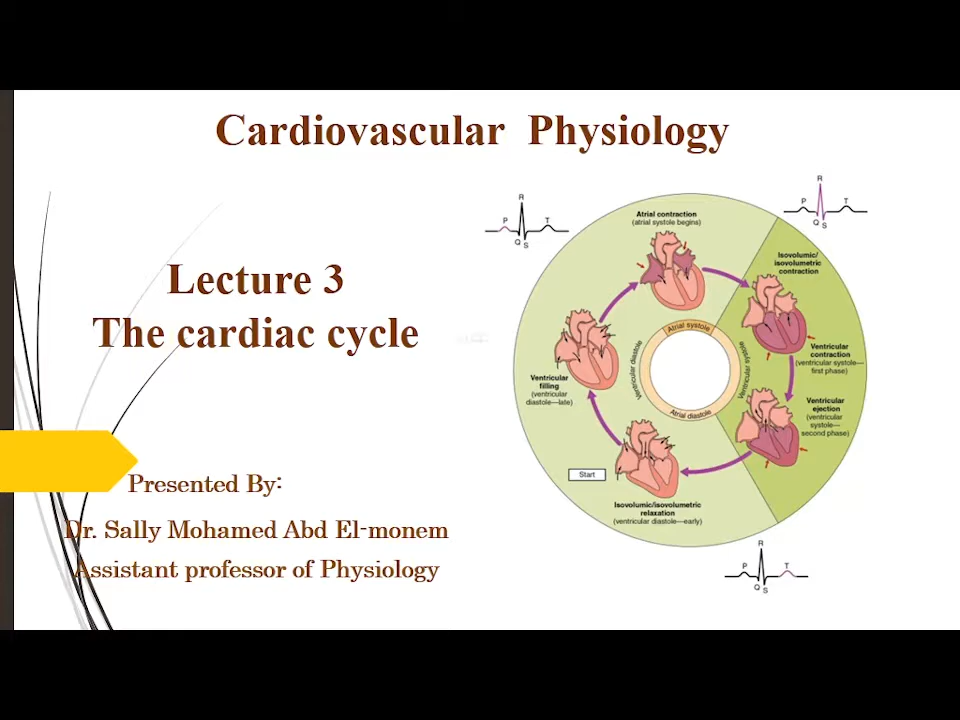 Cardiovascular Physiology
Lecture 3
The cardiac cycle
Presented By:
Dr. Sally Mohamed Abd El-monem
Assistant professor of Physiology
R
P
T
Q
S
R
P
T
Q
S
Atrial contraction
(atrial systole begins)
Isovolumic/
isovolumetric
contraction
Ventricular
contraction
(ventricular systole—
first phase)
Ventricular
ejection
(ventricular
systole—
second phase)
Isovolumic/isovolumetric
relaxation
(ventricular diastole—early)
Start
Ventricular
filling
(ventricular
diastole—late)
Atrial systole
Ventricular systole
Atrial diastole
Ventricular diastole
R
P
T
Q
S